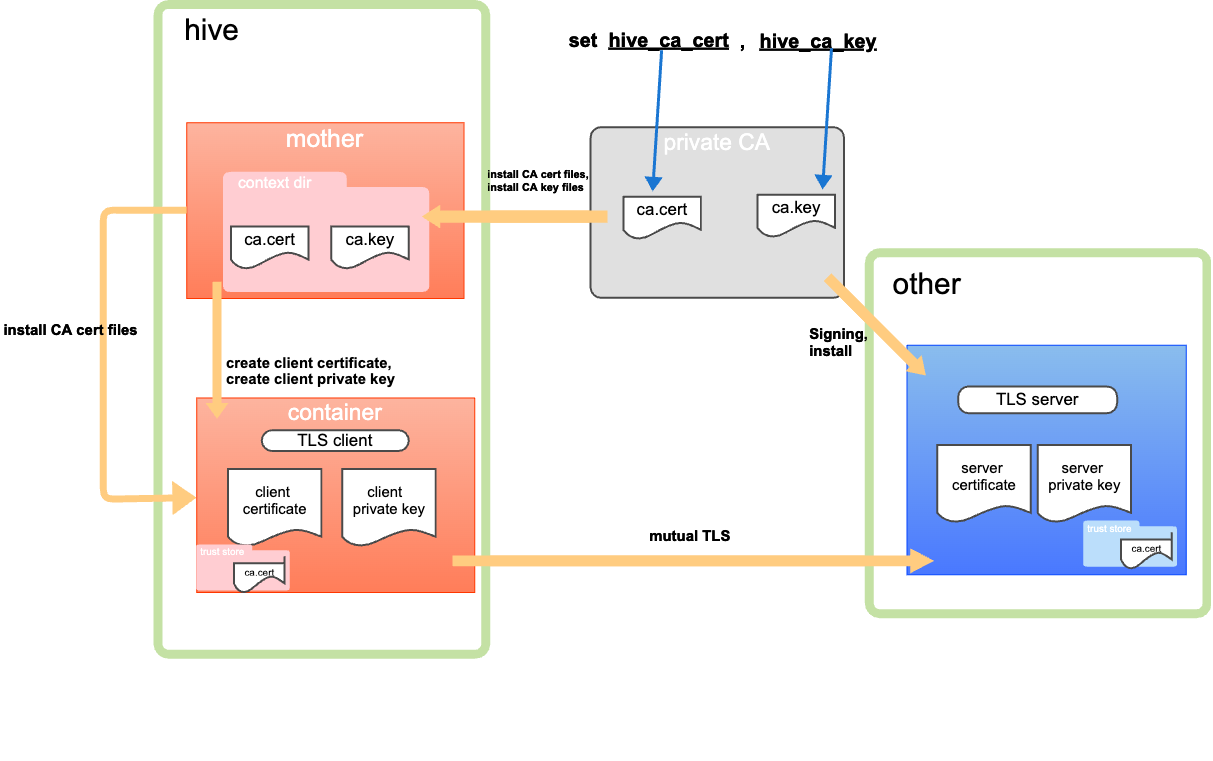 hive
set hive_ca_cert , hive_ca_key
mother
private CA
context dir
install CA cert files,
install CA key files
ca.cert
ca.key
ca.cert
ca.key
other
install CA cert files
Signing,
install
create client certificate,
create client private key
container
TLS client
TLS server
client
certificate
client
private key
server
certificate
server
private key
trust store
ca.cert
mutual TLS
trust store
ca.cert